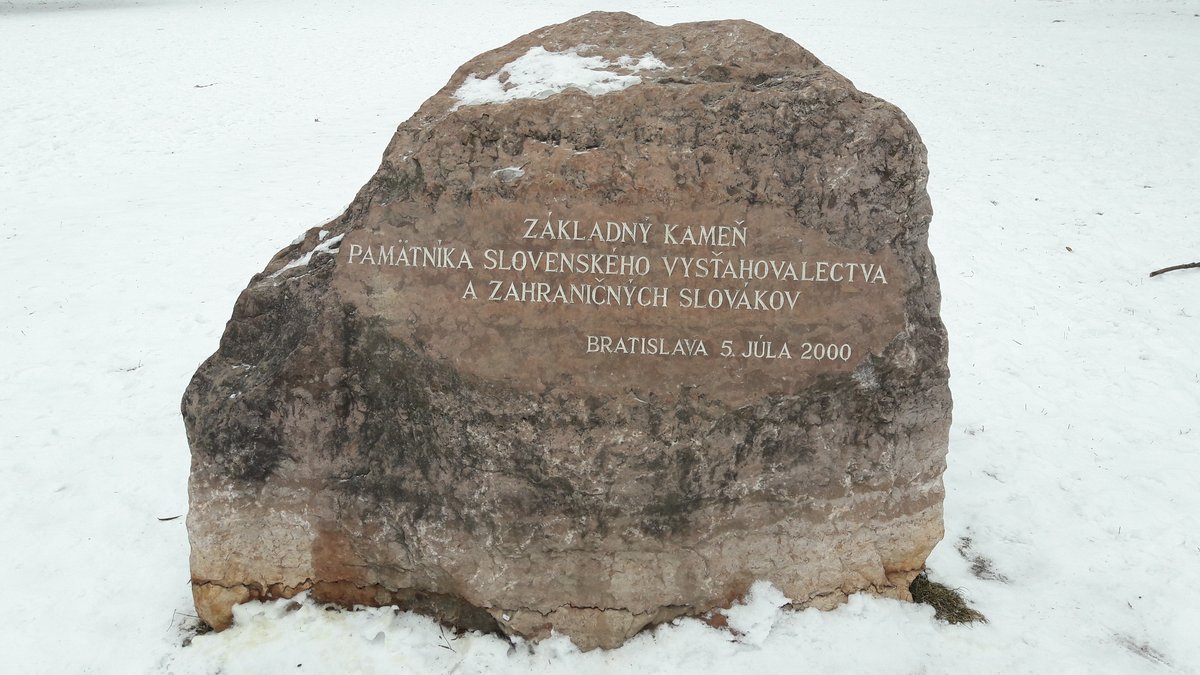 ZÁKLADNÝ KAMEŇ
PAMÄTNÍKA SLOVENSKÉHO VYSŤAHOVALECTVA
A ZAHRANIČNÝCH SLOVÁKOV
BRATISLAVA 5. JÚLA 2000